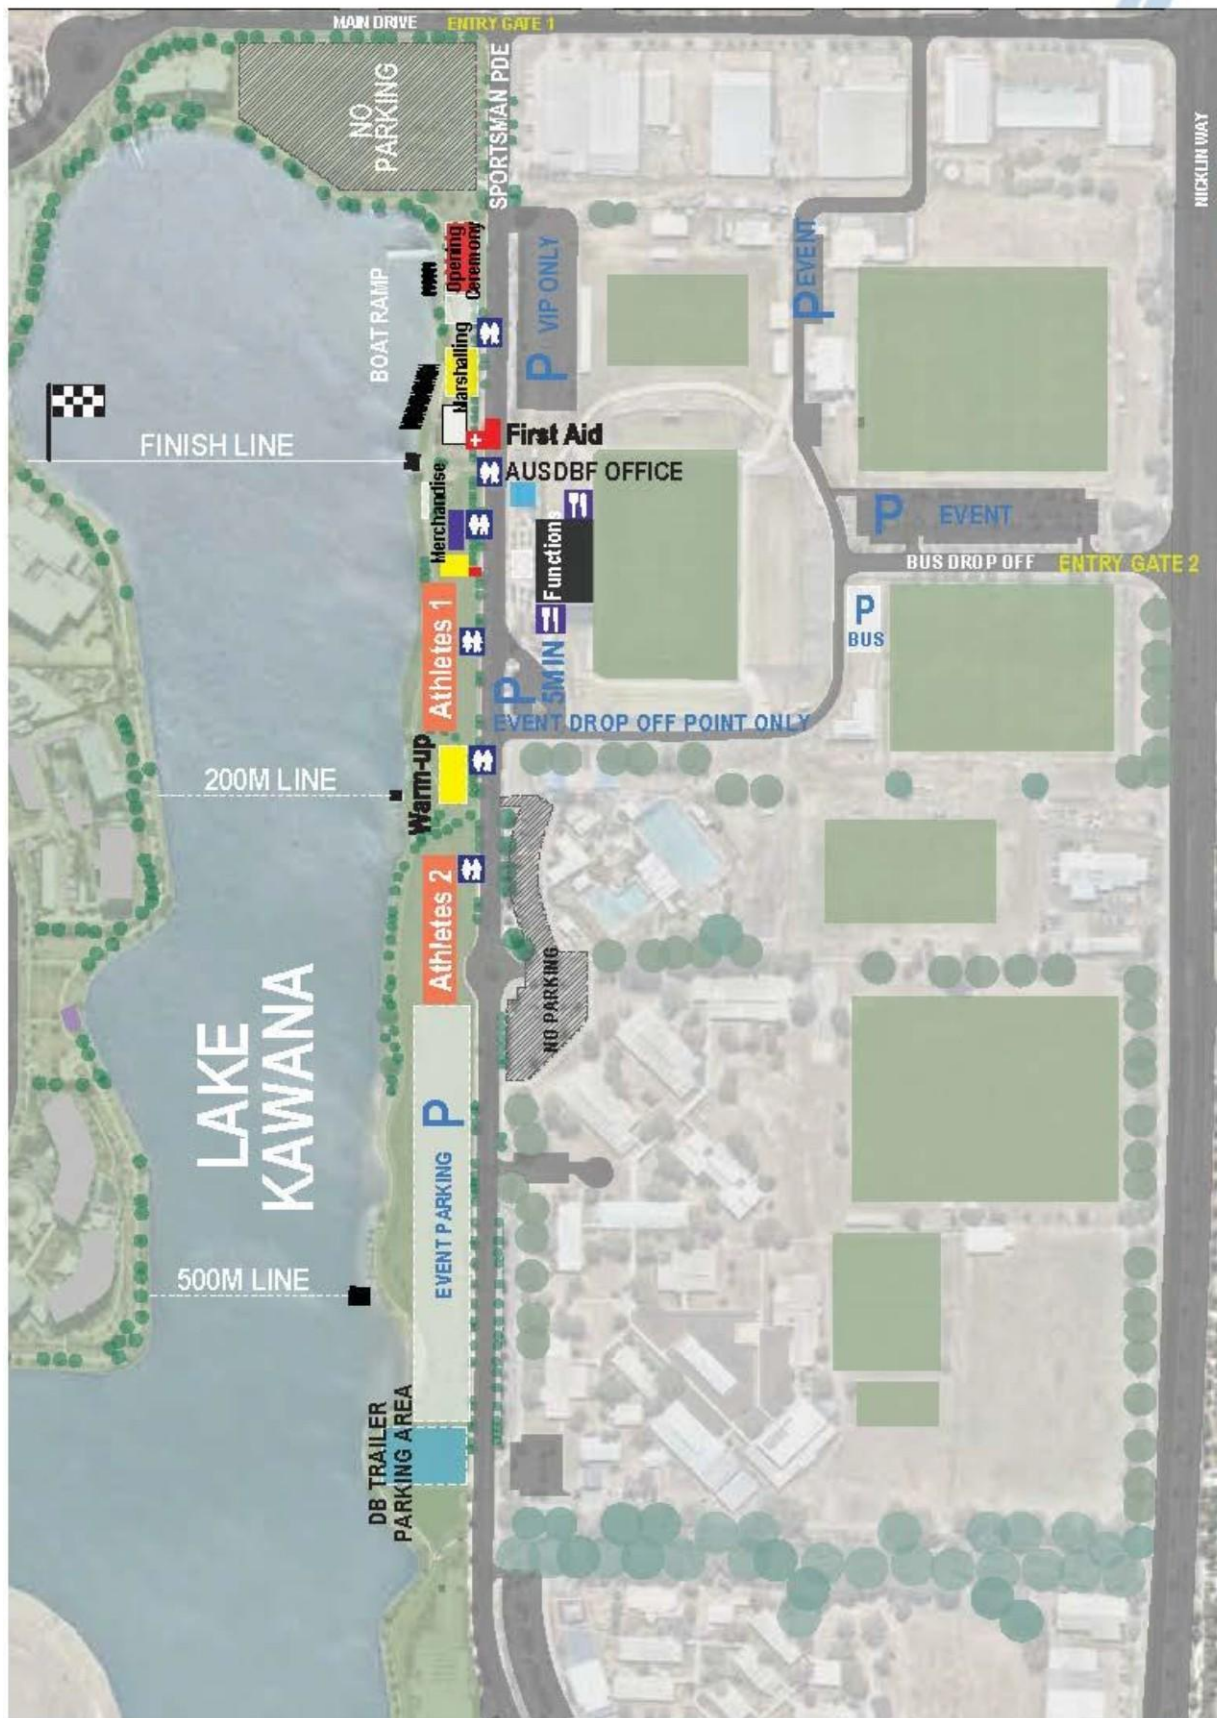 MAIN DRIVE
ENTRY GATE 1
NO
PARKING
SPORTSMAN PDE
NICKLIN WAY
Opening
Ceremony
BOAT RAMP
P VIP ONLY
P EVENT
Marshalling
FINISH LINE
First Aid
AUSDBF OFFICE
Merchandise
Functions
P EVENT
BUS DROP OFF
ENTRY GATE 2
P
BUS
Athletes 1
P
5MIN
EVENT DROP OFF POINT ONLY
Warm-up
200M LINE
Athletes 2
NO PARKING
LAKE
KAWANA
EVENT PARKING P
500M LINE
DB TRAILER
PARKING AREA